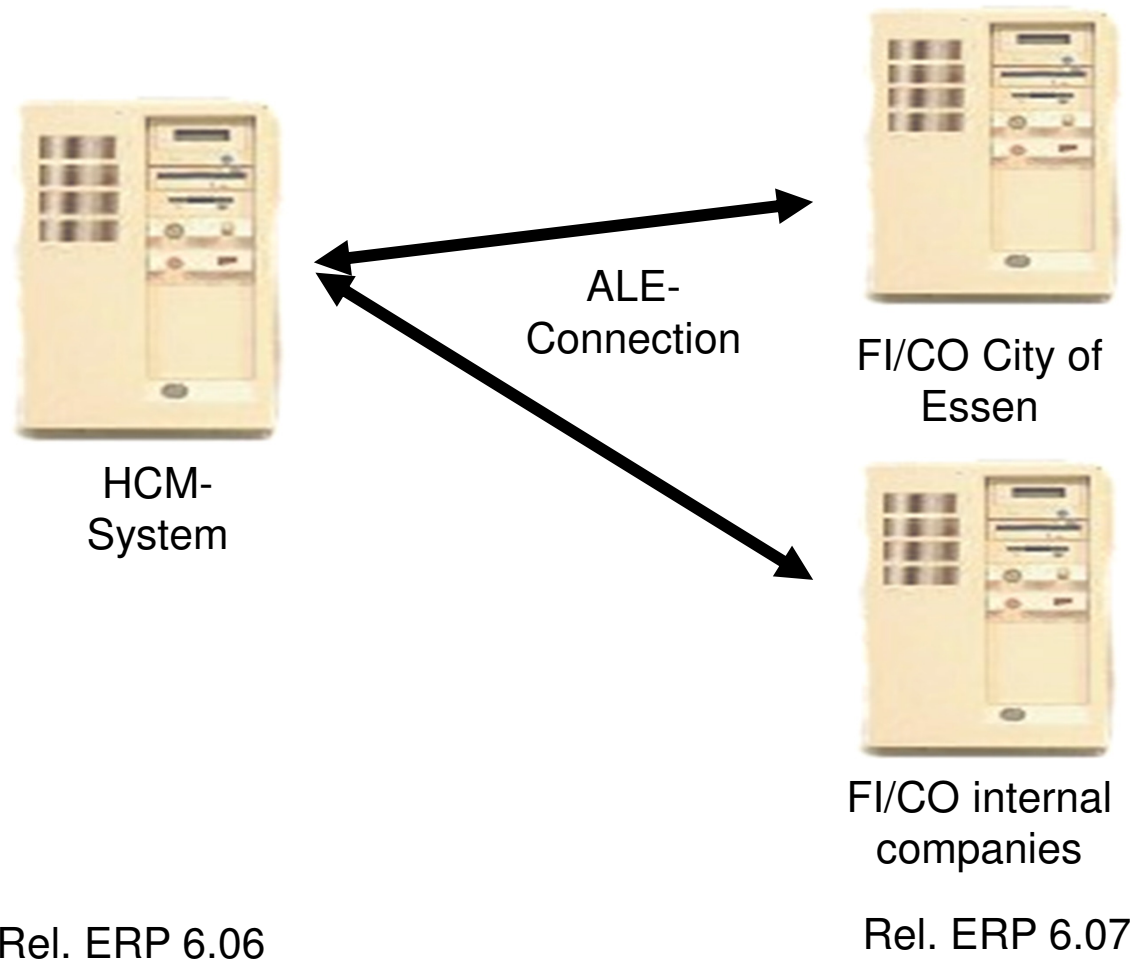 ALE-
Connection
FI/CO City of
Essen
HCM-
System
FI/CO internal
companies
Rel. ERP 6.06
Rel. ERP 6.07